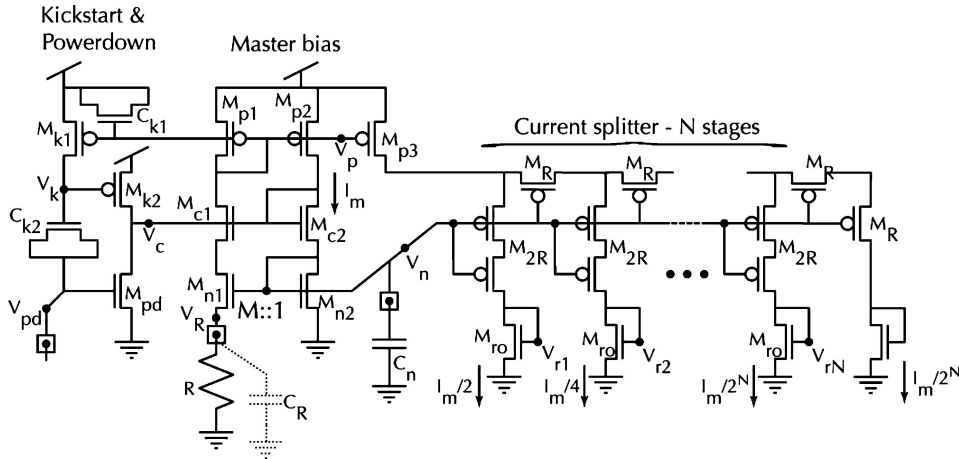 Kickstart &
Powerdown
Master bias
Current splitter - N stages
M_k1
C_k1
M_p1
M_p2
V_p
M_p3
M_R
M_R
M_R
V_k
M_k2
I_m
C_k2
V_c
M_c1
M_c2
V_n
M_2R
M_2R
M_2R
M_R
V_pd
M_pd
M_n1
M::1
M_n2
V_R
R
C_R
C_n
M_ro
V_r1
M_ro
V_r2
M_ro
V_rN
I_m/2
I_m/4
I_m/2^N
I_m/2^N